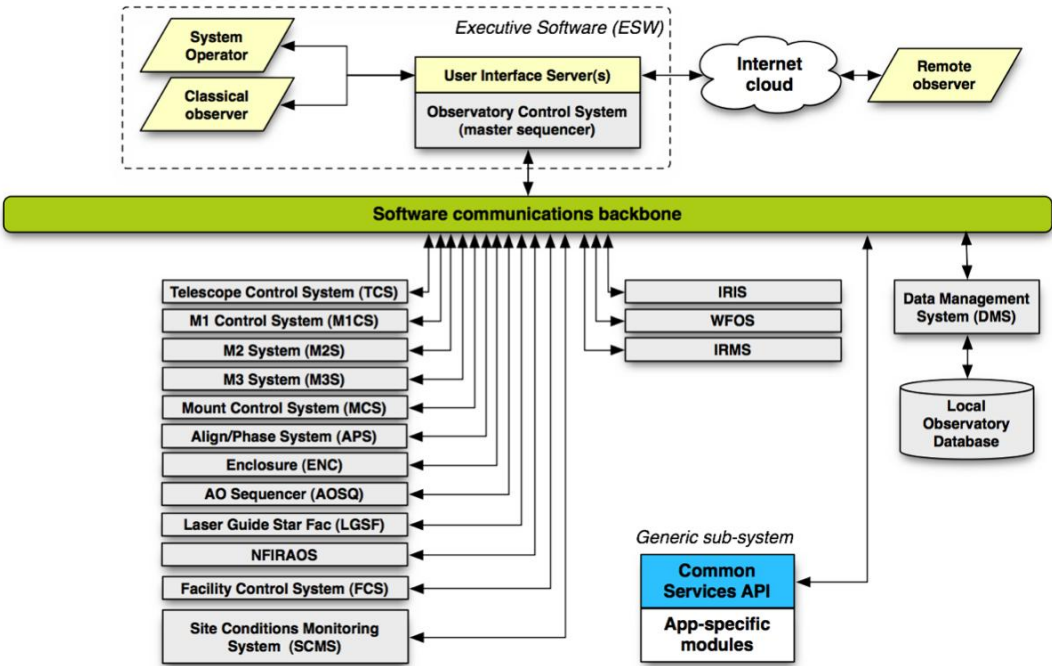 Executive Software (ESW)
System
Operator
Classical
observer
User Interface Server(s)
Observatory Control System
(master sequencer)
Internet
cloud
Remote
observer
Software communications backbone
Telescope Control System (TCS)
M1 Control System (M1CS)
M2 System (M2S)
M3 System (M3S)
Mount Control System (MCS)
Align/Phase System (APS)
Enclosure (ENC)
AO Sequencer (AOSQ)
Laser Guide Star Fac (LGSF)
NFIRAOS
Facility Control System (FCS)
Site Conditions Monitoring
System (SCMS)
IRIS
WFOS
IRMS
Data Management
System (DMS)
Local
Observatory
Database
Generic sub-system
Common
Services API
App-specific
modules